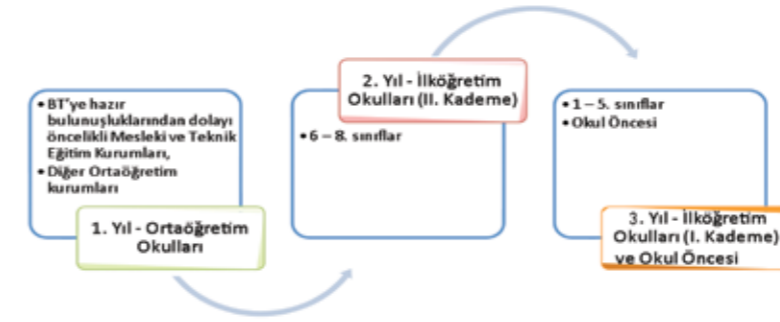 • BT'ye hazır
bulunuşluklarından dolayı
öncelikli Mesleki ve Teknik
Eğitim Kurumları,
• Diğer Ortaöğretim
kurumları
1. Yıl - Ortaöğretim
Okulları
2. Yıl - İlköğretim
Okulları (II. Kademe)
• 6 – 8. sınıflar
• 1 – 5. sınıflar
• Okul Öncesi
3. Yıl - İlköğretim
Okulları (I. Kademe)
ve Okul Öncesi